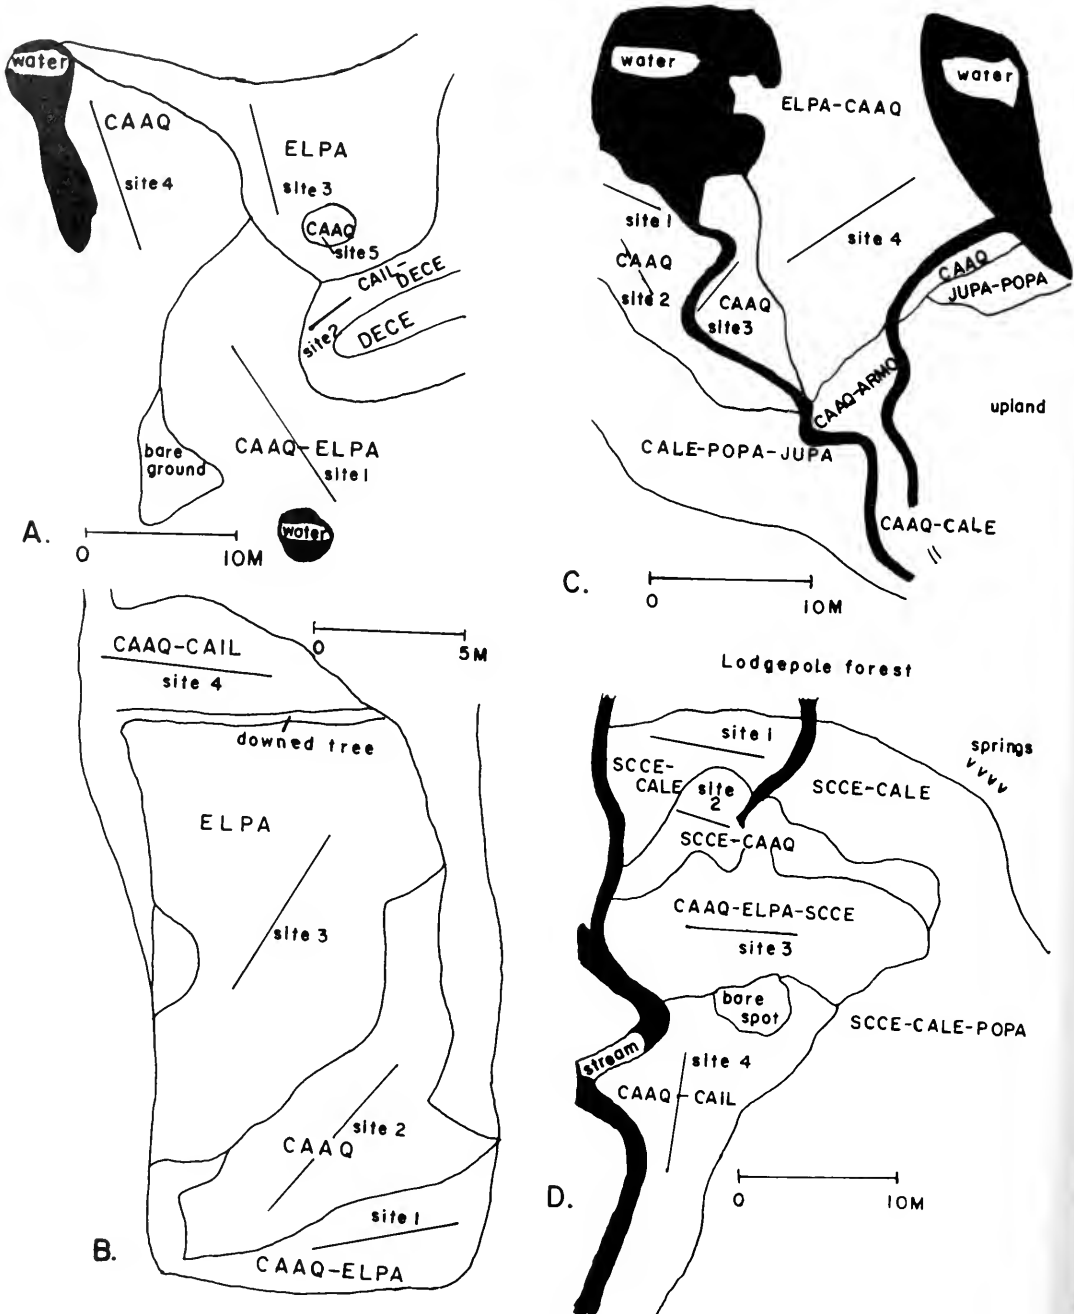 water
CAAQ
site 4
ELPA
site 3
CAAQ
site 5
CAIL-DECE
site 2
DECE
CAAQ-ELPA
site 1
bare
ground
water
A.
0 10M
water
water
ELPA-CAAQ
site 1
CAAQ
site 2
CAAQ
site 3
site 4
CAAQ
JUPA-POPA
CAAQ-ARMO
upland
CALE-POPA-JUPA
CAAQ-CALE
C.
0 10M
0 5M
CAAQ-CAIL
site 4
downed tree
ELPA
site 3
site 2
CAAQ
site 1
CAAQ-ELPA
B.
Lodgepole forest
site 1
springs
SCCE-
CALE
site
2
SCCE-CALE
SCCE-CAAQ
CAAQ-ELPA-SCCE
site 3
bare
spot
SCCE-CALE-POPA
stream
site 4
CAAQ-CAIL
D.
0 10M